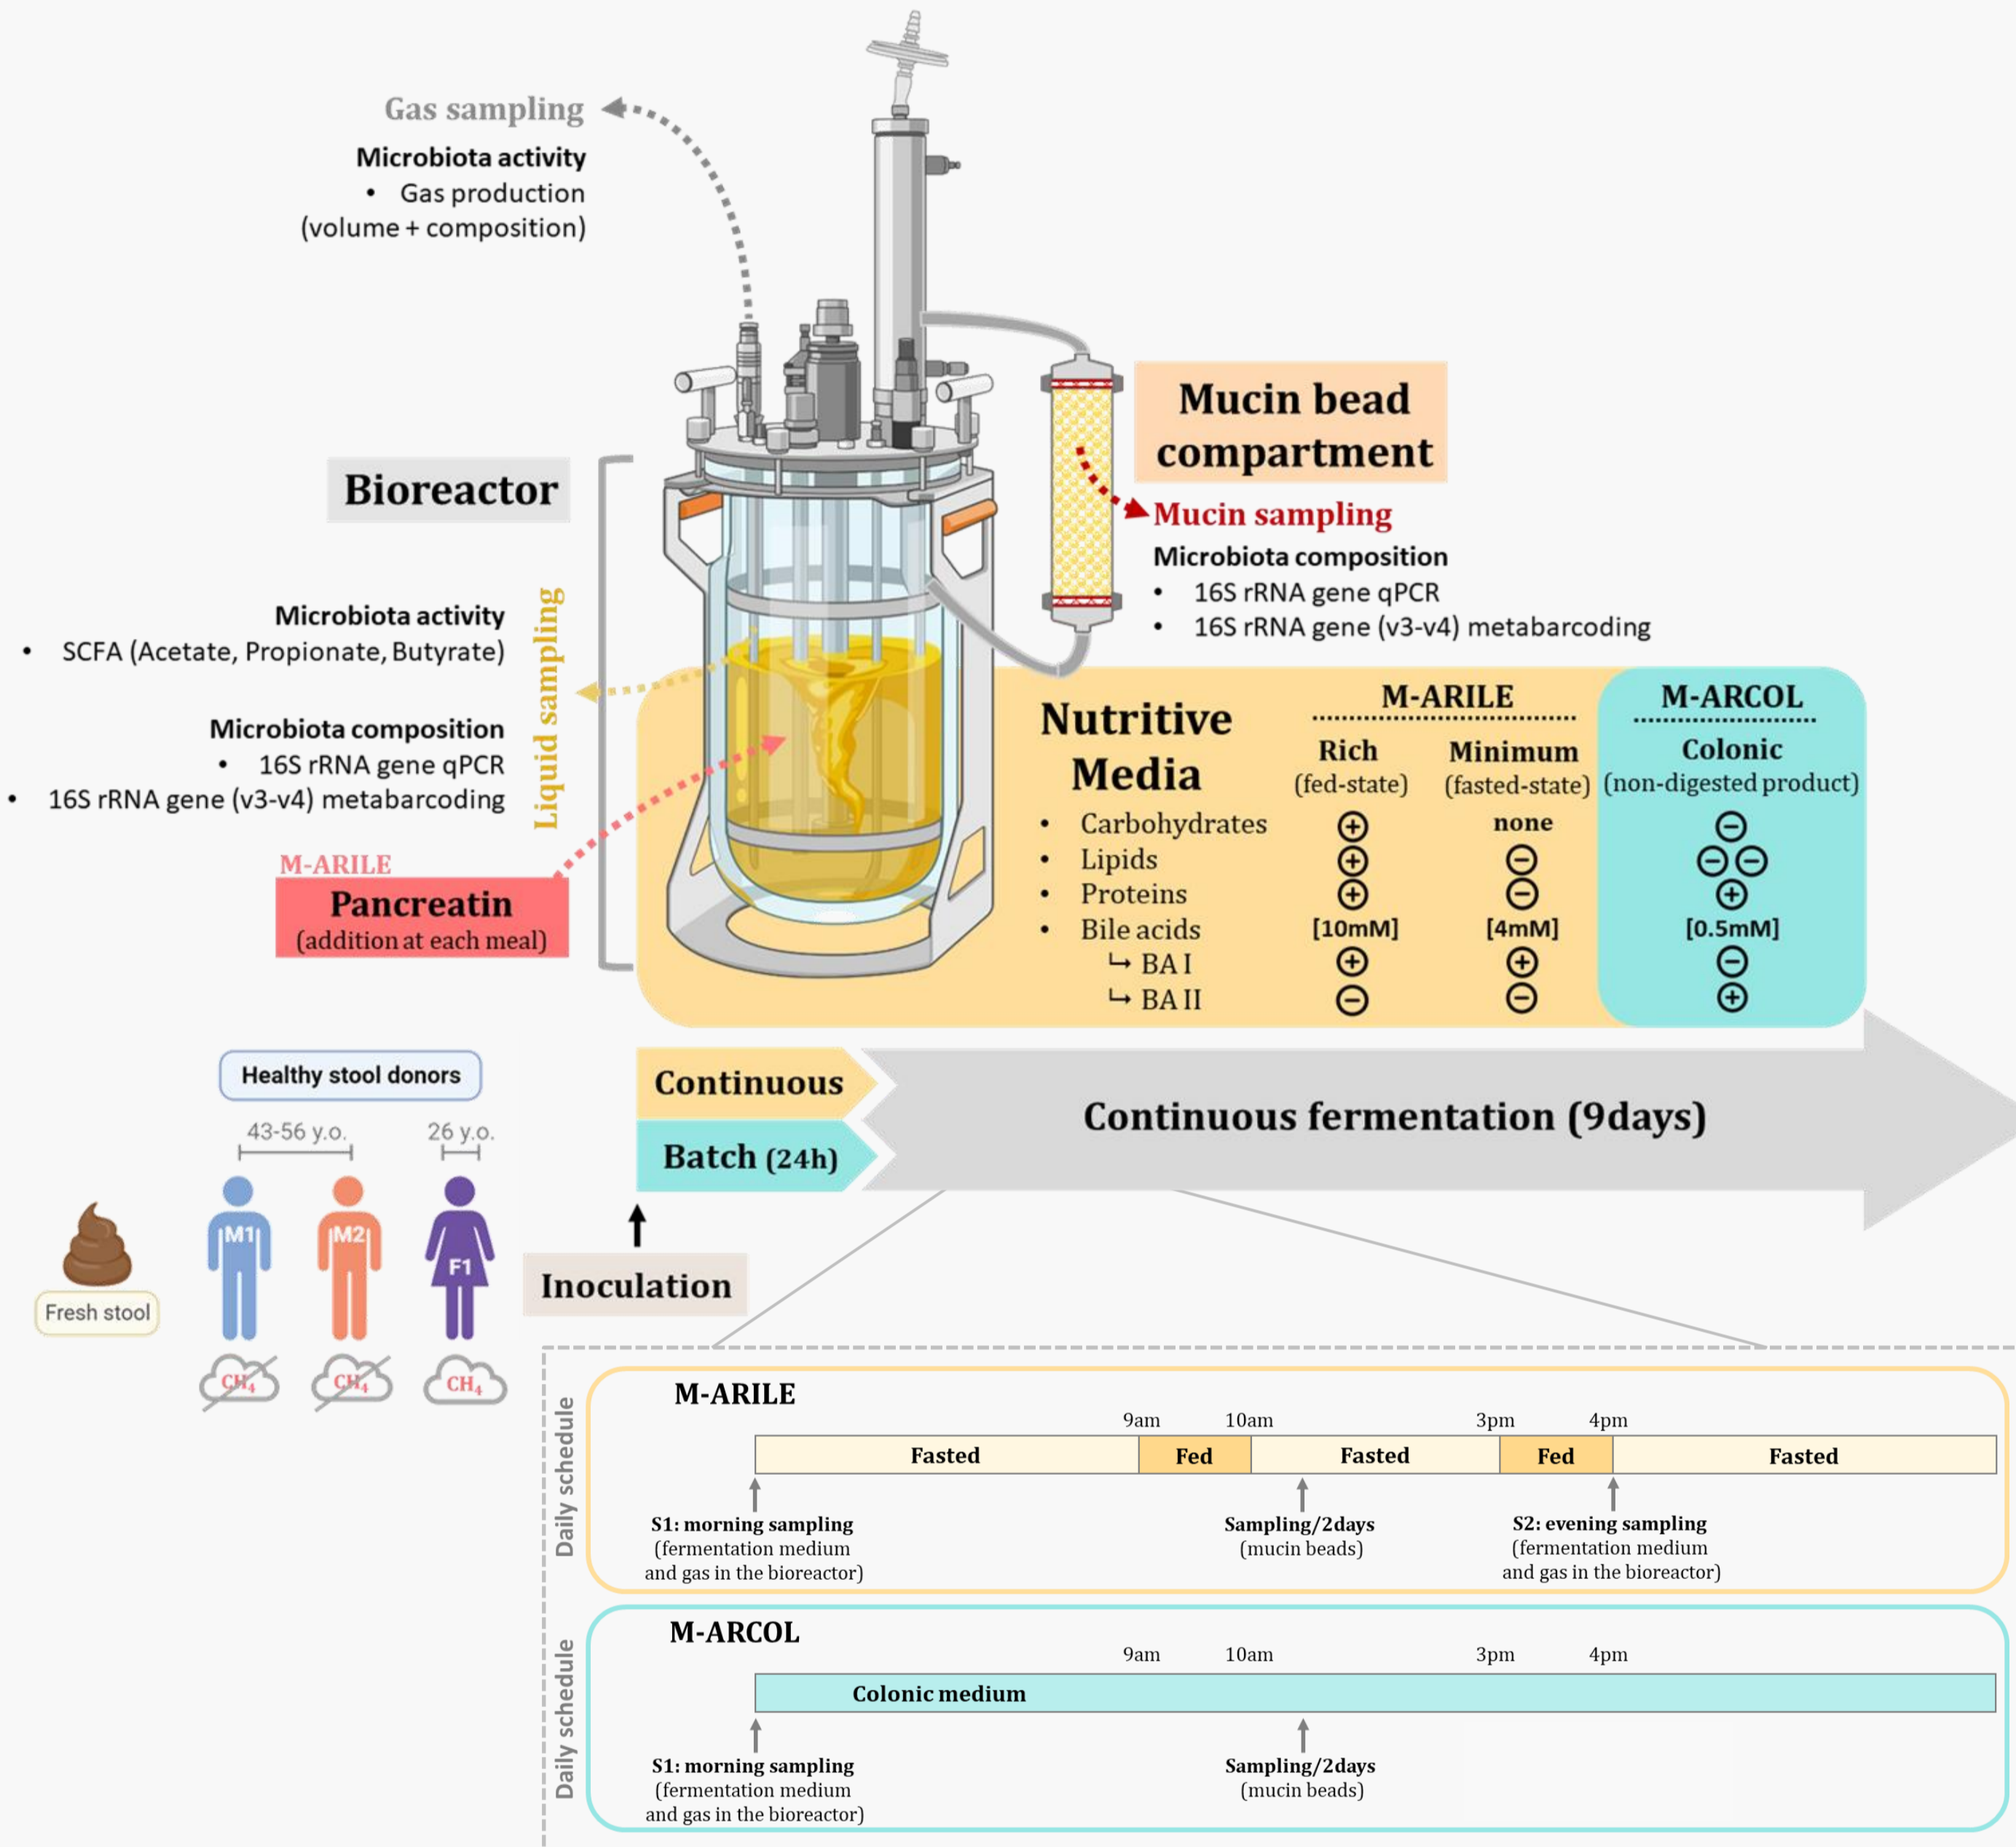 Gas sampling
Microbiota activity
• Gas production
(volume + composition)
Bioreactor
Mucin bead
compartment
Mucin sampling
Microbiota composition
• 16S rRNA gene qPCR
• 16S rRNA gene (v3-v4) metabarcoding
Liquid sampling
Microbiota activity
• SCFA (Acetate, Propionate, Butyrate)
Microbiota composition
• 16S rRNA gene qPCR
• 16S rRNA gene (v3-v4) metabarcoding
M-ARILE
Pancreatin
(addition at each meal)
Nutritive
Media
M-ARILE
M-ARCOL
Rich
(fed-state)
Minimum
(fasted-state)
Colonic
(non-digested product)
• Carbohydrates ⊕ none ⊖
• Lipids ⊕ ⊖ ⊖⊖
• Proteins ⊕ ⊖ ⊕
• Bile acids [10mM] [4mM] [0.5mM]
↳ BA I ⊕ ⊕ ⊖
↳ BA II ⊖ ⊖ ⊕
Healthy stool donors
43-56 y.o.
26 y.o.
M1
M2
F1
Fresh stool
CH₄
CH₄
CH₄
Continuous
Batch (24h)
Continuous fermentation (9days)
Inoculation
Daily schedule
M-ARILE
9am 10am 3pm 4pm
Fasted Fed Fasted Fed Fasted
S1: morning sampling
(fermentation medium
and gas in the bioreactor)
Sampling/2days
(mucin beads)
S2: evening sampling
(fermentation medium
and gas in the bioreactor)
Daily schedule
M-ARCOL
9am 10am 3pm 4pm
Colonic medium
S1: morning sampling
(fermentation medium
and gas in the bioreactor)
Sampling/2days
(mucin beads)